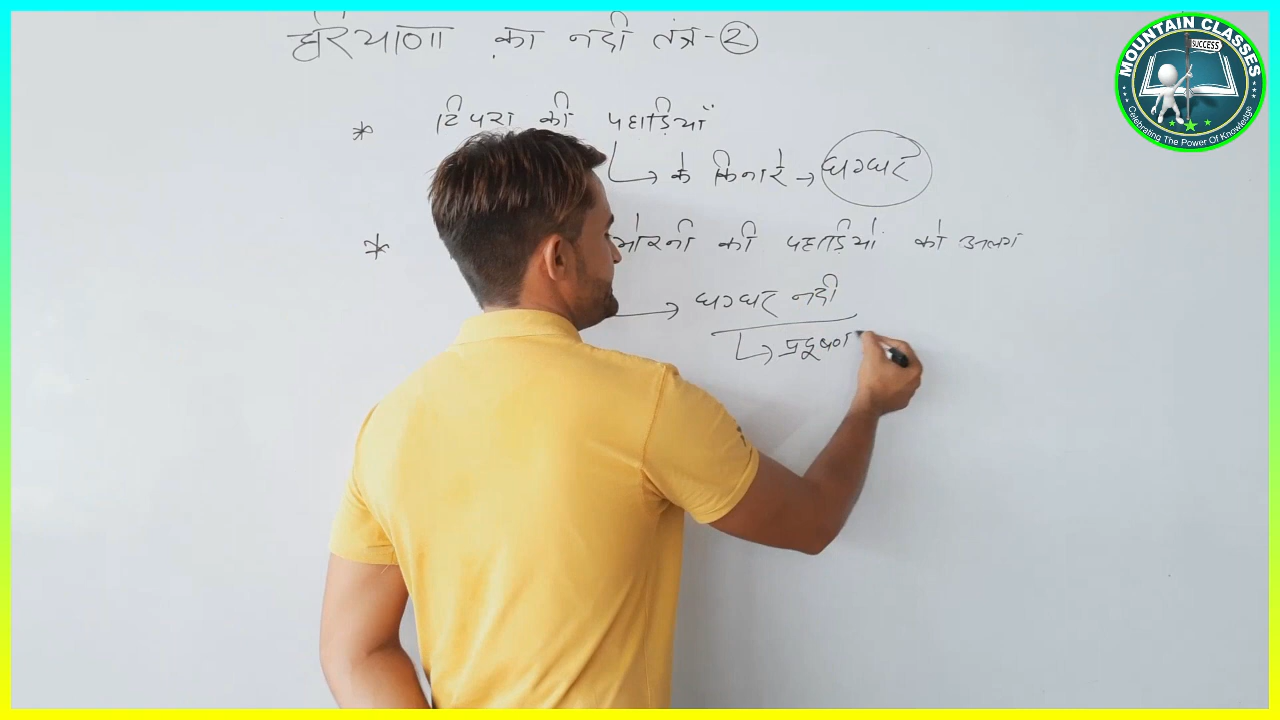 हरियाणा का नदी तंत्र-②
* टिपरा की पहाड़ियाँ
↳ के किनारे → घग्घर
* मोरनी की पहाड़ियों को अलग
→ घग्घर नदी
↳ प्रदूषण
MOUNTAIN CLASSES
SUCCESS
Celebrating The Power Of Knowledge